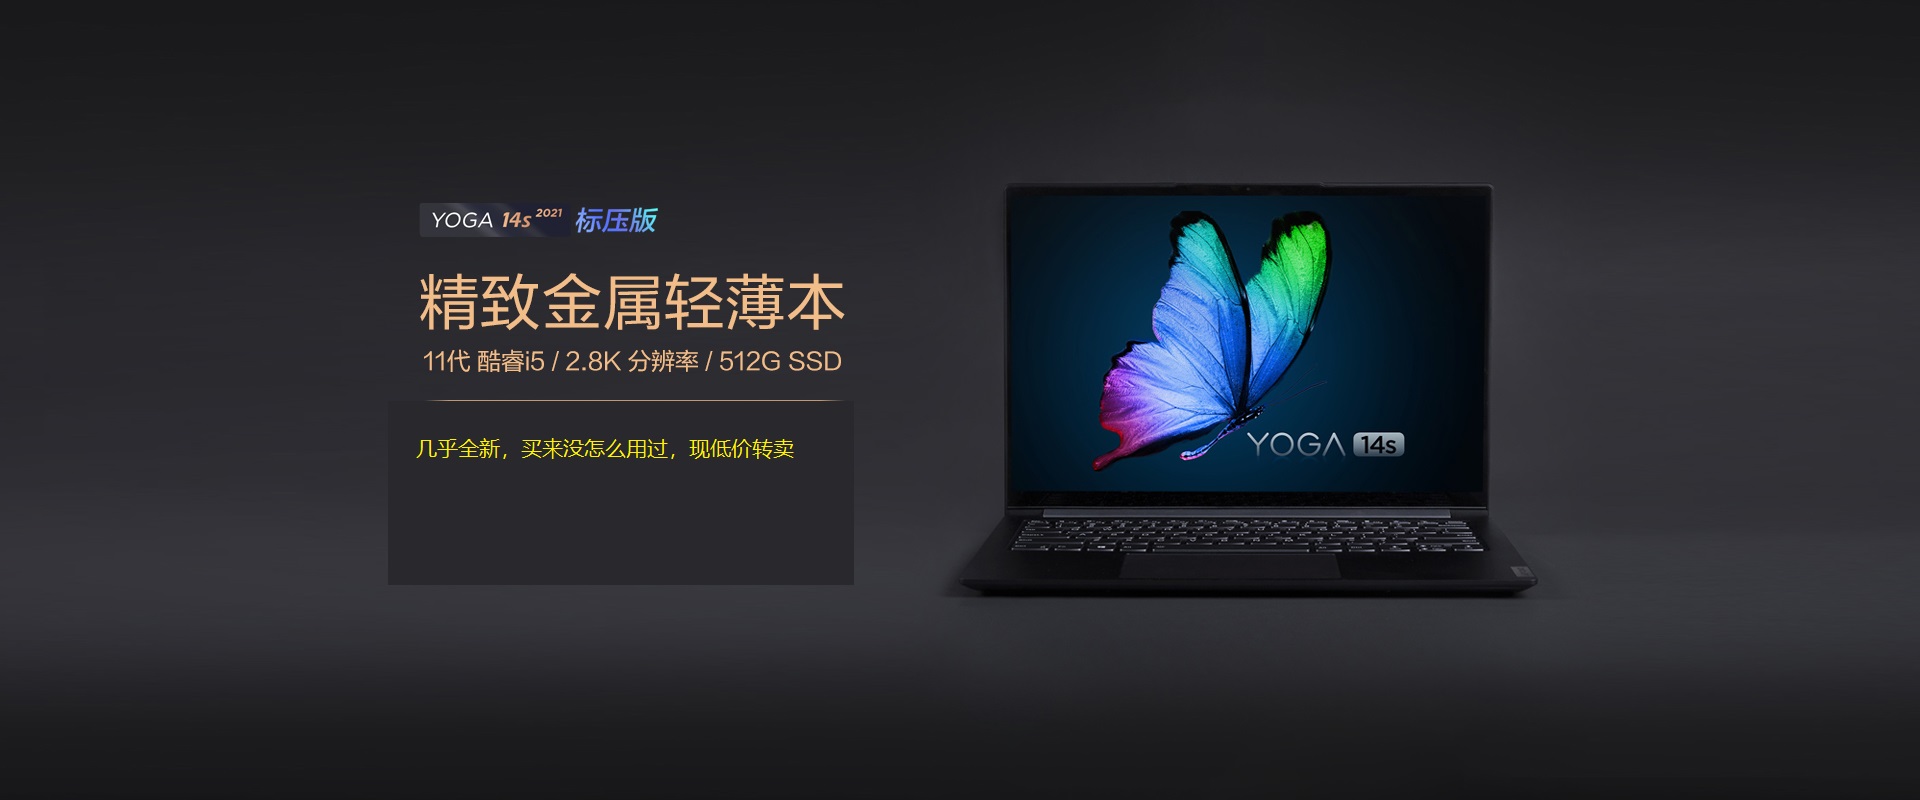 YOGA 14s 2021 标压版
精致金属轻薄本
11代 酷睿i5 / 2.8K 分辨率 / 512G SSD
几乎全新，买来没怎么用过，现低价转卖
YOGA 14s